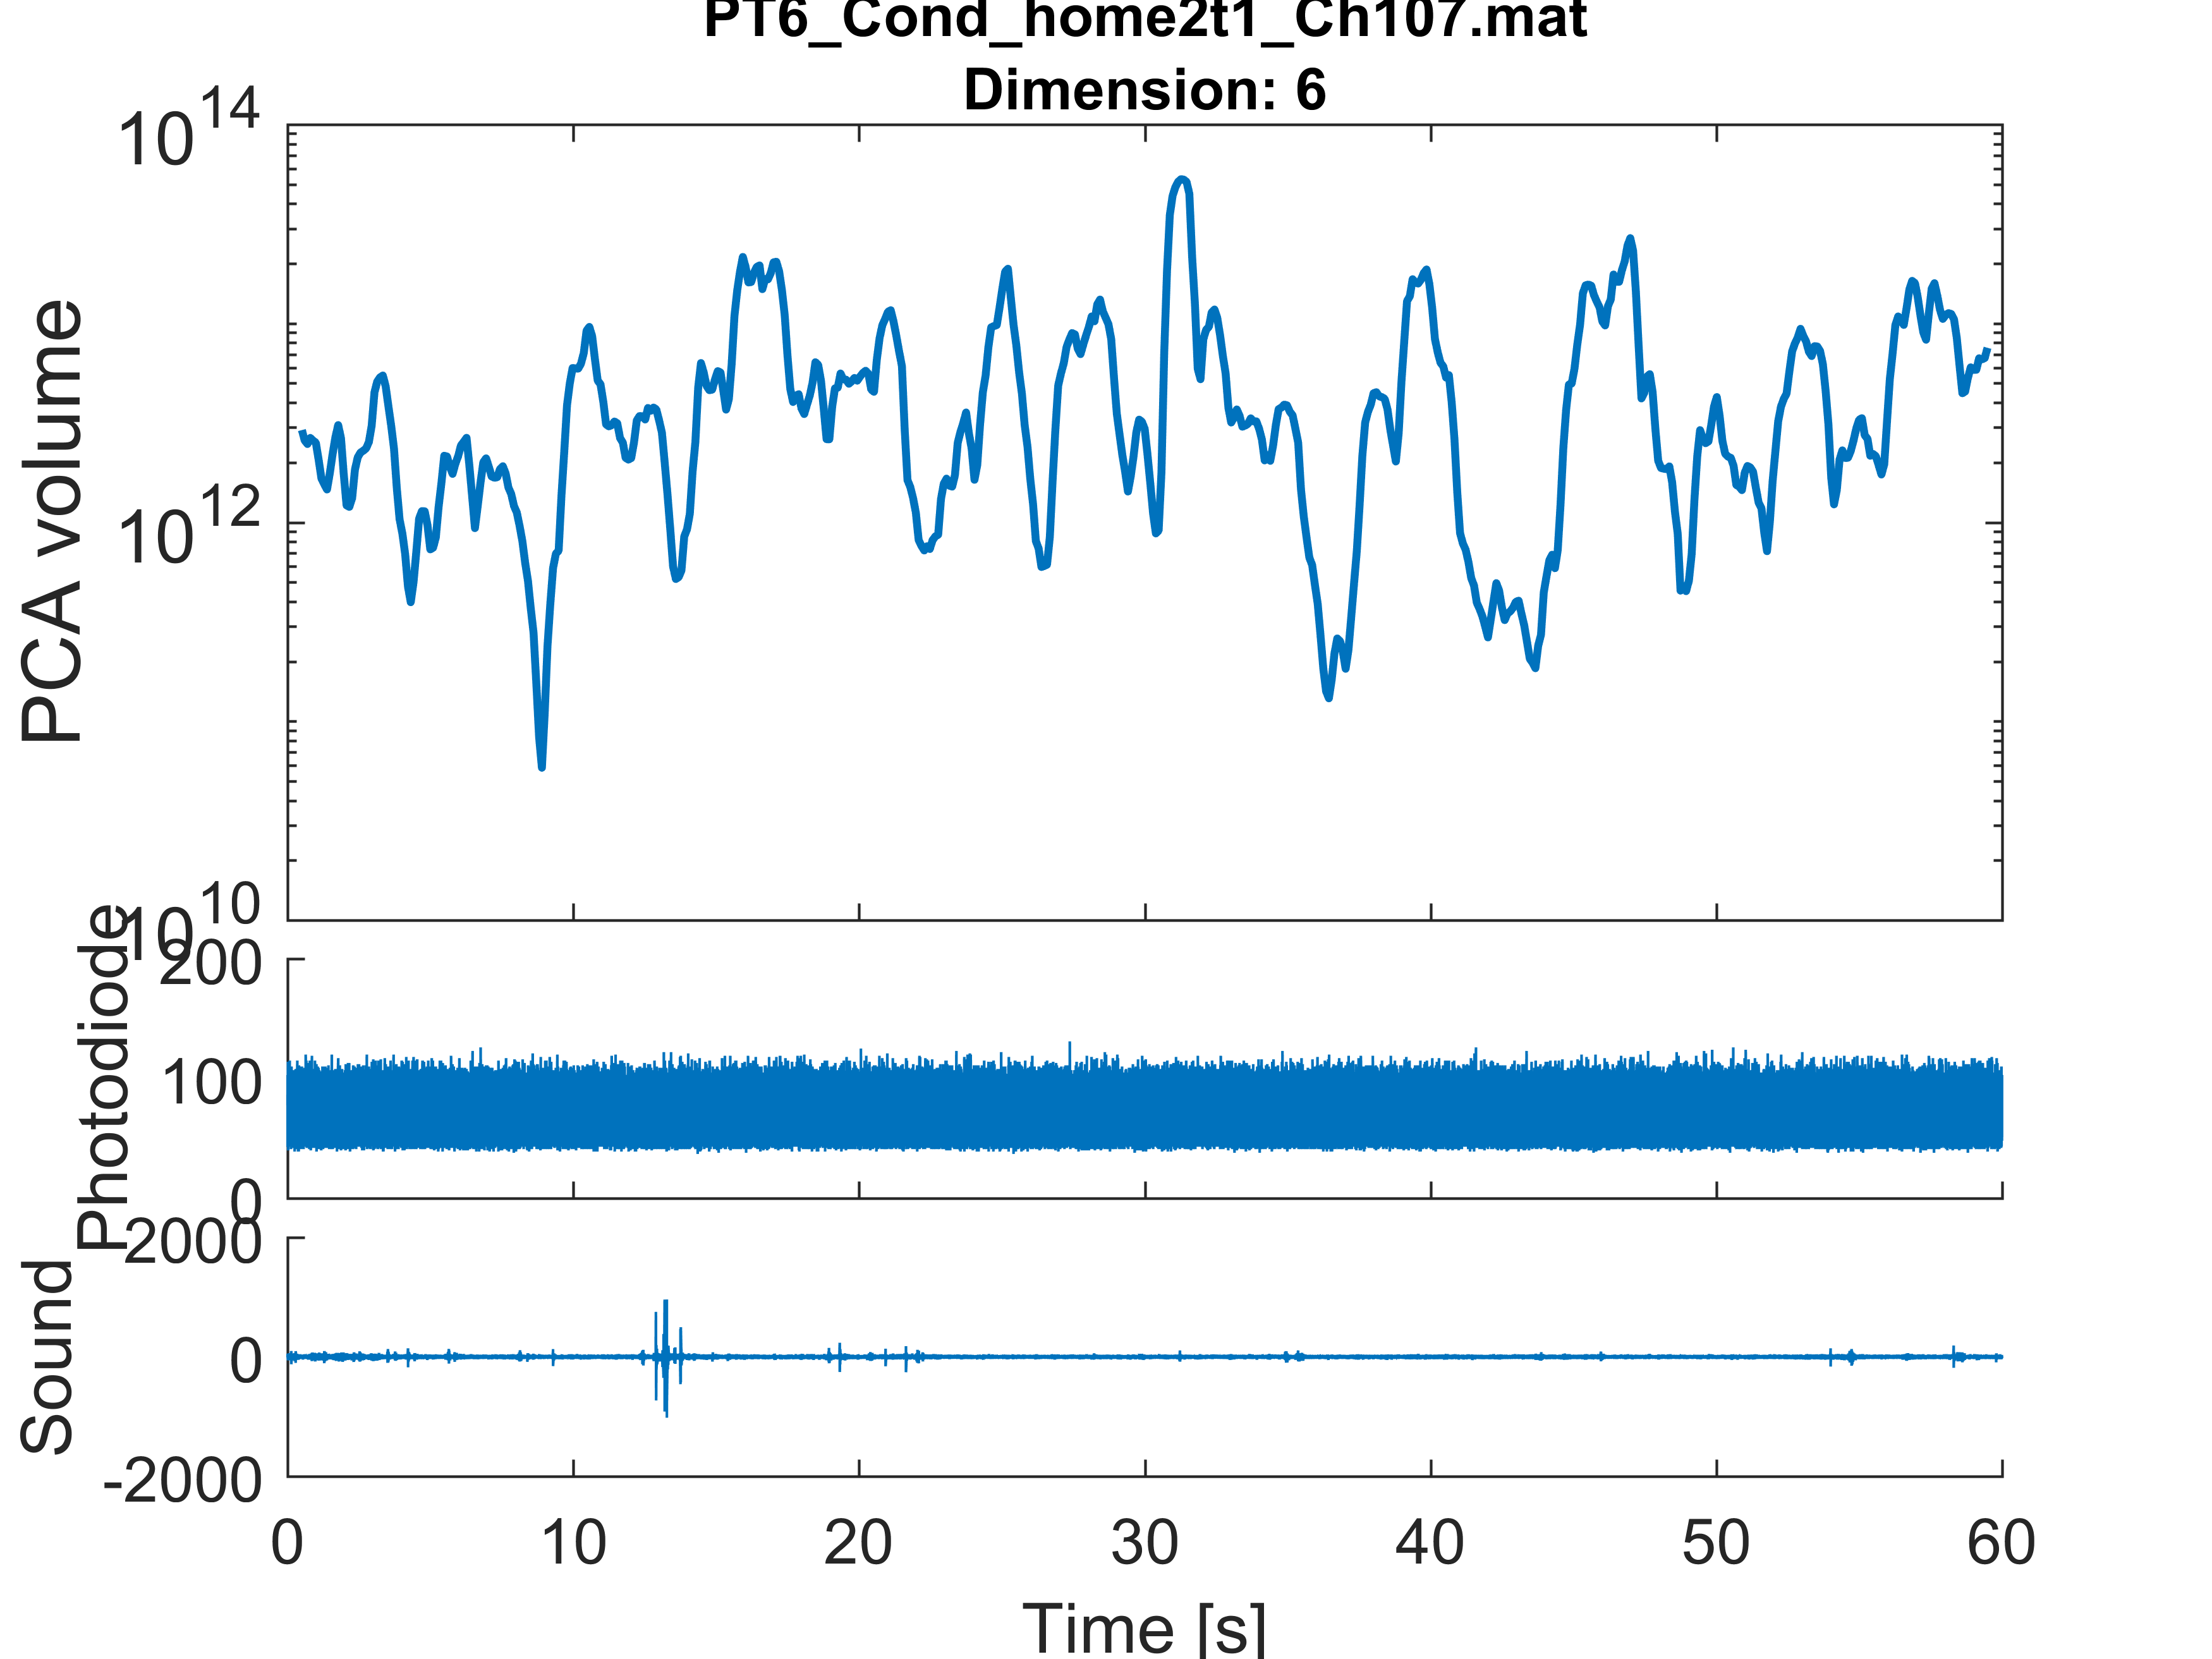 PT6_Cond_home2t1_Ch107.mat
Dimension: 6
PCA volume
10^14
10^12
10^10
Photodiode
200
100
0
Sound
2000
0
-2000
0 10 20 30 40 50 60
Time [s]